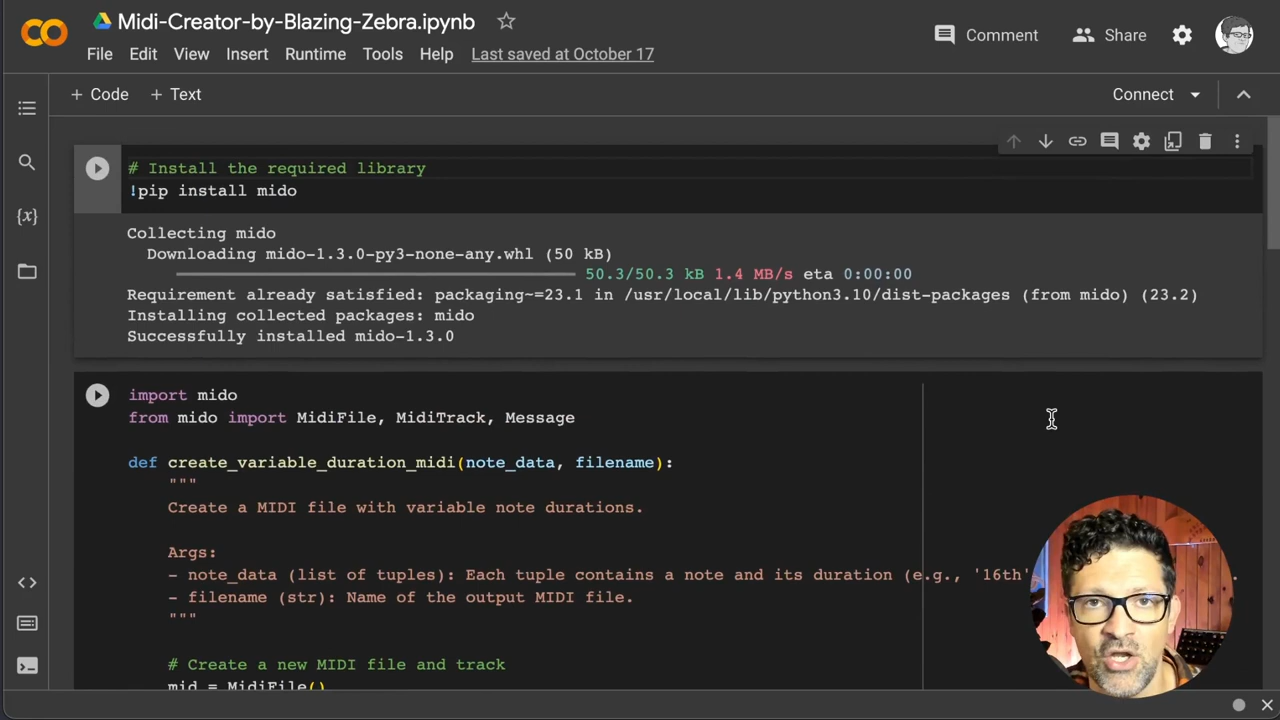 Midi-Creator-by-Blazing-Zebra.ipynb
Comment
Share
File Edit View Insert Runtime Tools Help Last saved at October 17
+ Code + Text
Connect
# Install the required library
!pip install mido
Collecting mido
Downloading mido-1.3.0-py3-none-any.whl (50 kB)
50.3/50.3 kB 1.4 MB/s eta 0:00:00
Requirement already satisfied: packaging~=23.1 in /usr/local/lib/python3.10/dist-packages (from mido) (23.2)
Installing collected packages: mido
Successfully installed mido-1.3.0
import mido
from mido import MidiFile, MidiTrack, Message
def create_variable_duration_midi(note_data, filename):
"""
Create a MIDI file with variable note durations.
Args:
- note_data (list of tuples): Each tuple contains a note and its duration (e.g., '16th'
- filename (str): Name of the output MIDI file.
"""
# Create a new MIDI file and track
mid = MidiFile()